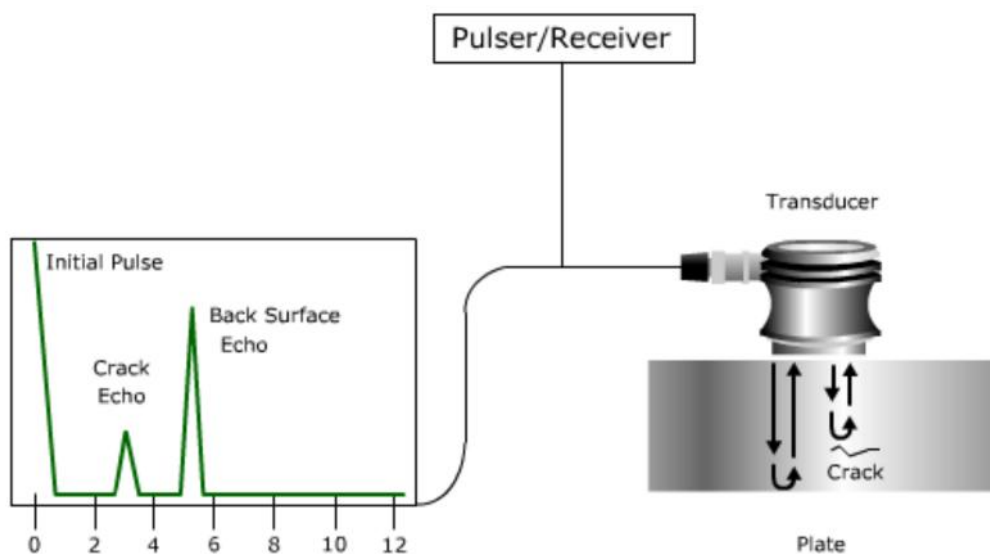 Pulser/Receiver
Transducer
Initial Pulse
Back Surface
Echo
Crack
Echo
Crack
0 2 4 6 8 10 12
Plate